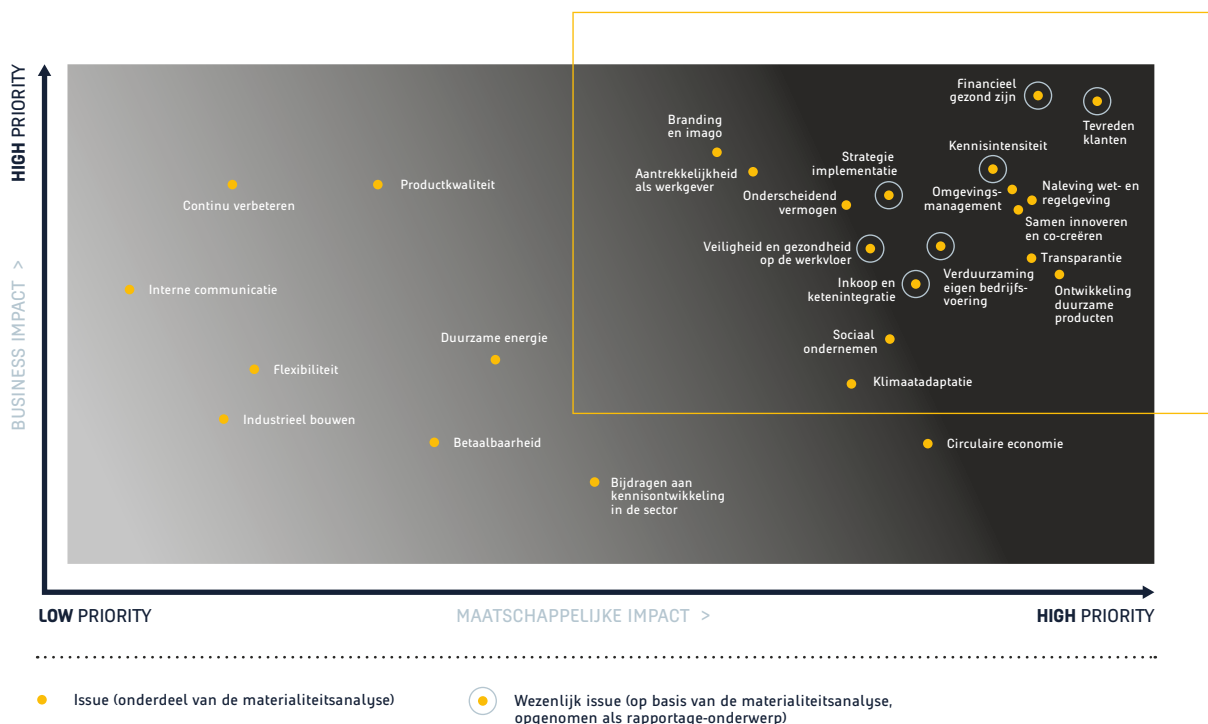 HIGH PRIORITY
BUSINESS IMPACT >
Financieel
gezond zijn
Tevreden
klanten
Branding
en imago
Kennisintensiteit
Strategie
implementatie
Aantrekkelijkheid
als werkgever
Productkwaliteit
Continu verbeteren
Onderscheidend
vermogen
Omgevings-
management
Naleving wet- en
regelgeving
Samen innoveren
en co-creëren
Veiligheid en gezondheid
op de werkvloer
Transparantie
Verduurzaming
eigen bedrijfs-
voering
Inkoop en
ketenintegratie
Ontwikkeling
duurzame
producten
Interne communicatie
Duurzame energie
Sociaal
ondernemen
Flexibiliteit
Klimaatadaptatie
Industrieel bouwen
Betaalbaarheid
Circulaire economie
Bijdragen aan
kennisontwikkeling
in de sector
LOW PRIORITY
MAATSCHAPPELIJKE IMPACT >
HIGH PRIORITY
Issue (onderdeel van de materialiteitsanalyse)
Wezenlijk issue (op basis van de materialiteitsanalyse,
opgenomen als rapportage-onderwerp)